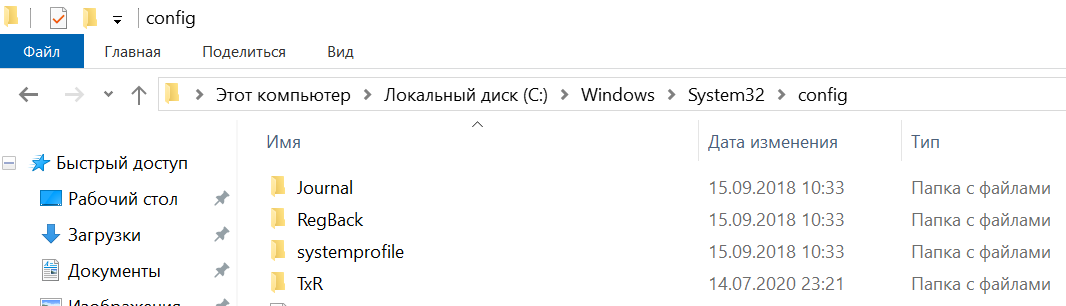 config
Файл Главная Поделиться Вид
Этот компьютер Локальный диск (C:) Windows System32 config
Имя Дата изменения Тип
Быстрый доступ
Рабочий стол
Загрузки
Документы
Изображения
Journal 15.09.2018 10:33 Папка с файлами
RegBack 15.09.2018 10:33 Папка с файлами
systemprofile 15.09.2018 10:33 Папка с файлами
TxR 14.07.2020 23:21 Папка с файлами